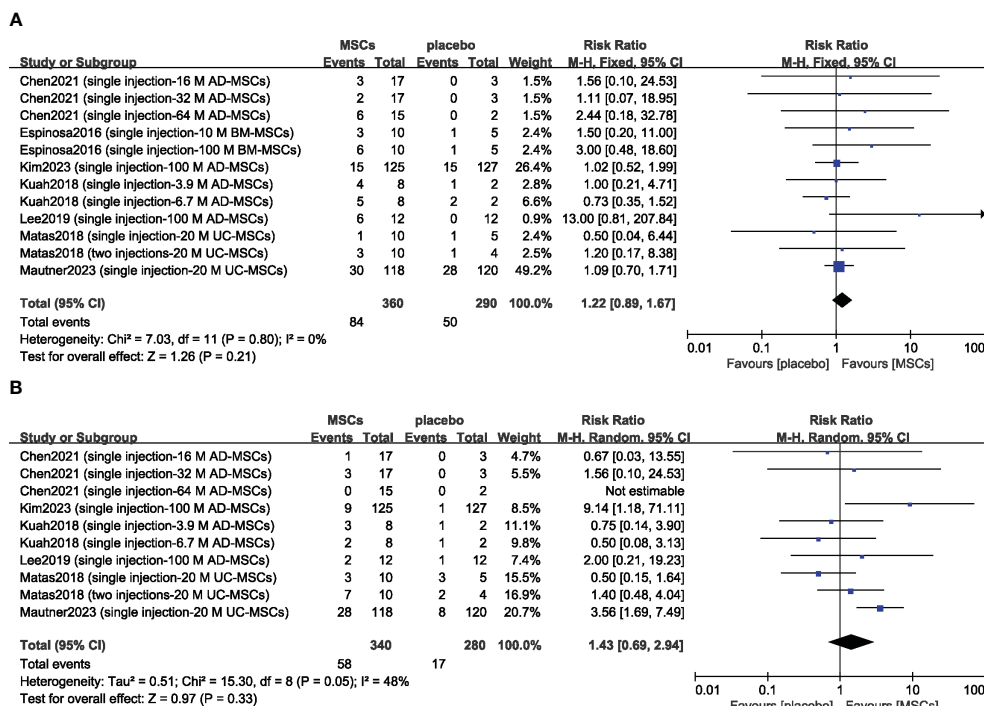 A
MSCs placebo Risk Ratio Risk Ratio
Study or Subgroup Events Total Events Total Weight M-H, Fixed, 95% CI M-H, Fixed, 95% CI
Chen2021 (single injection-16 M AD-MSCs) 3 17 0 3 1.5% 1.56 [0.10, 24.53]
Chen2021 (single injection-32 M AD-MSCs) 2 17 0 3 1.5% 1.11 [0.07, 18.95]
Chen2021 (single injection-64 M AD-MSCs) 6 15 0 2 1.5% 2.44 [0.18, 32.78]
Espinosa2016 (single injection-10 M BM-MSCs) 3 10 1 5 2.4% 1.50 [0.20, 11.00]
Espinosa2016 (single injection-100 M BM-MSCs) 6 10 1 5 2.4% 3.00 [0.48, 18.60]
Kim2023 (single injection-100 M AD-MSCs) 15 125 15 127 26.4% 1.02 [0.52, 1.99]
Kuah2018 (single injection-3.9 M AD-MSCs) 4 8 1 2 2.8% 1.00 [0.21, 4.71]
Kuah2018 (single injection-6.7 M AD-MSCs) 5 8 2 2 6.6% 0.73 [0.35, 1.52]
Lee2019 (single injection-100 M AD-MSCs) 6 12 0 12 0.9% 13.00 [0.81, 207.84]
Matas2018 (single injection-20 M UC-MSCs) 1 10 1 5 2.4% 0.50 [0.04, 6.44]
Matas2018 (two injections-20 M UC-MSCs) 3 10 1 4 2.5% 1.20 [0.17, 8.38]
Mautner2023 (single injection-20 M UC-MSCs) 30 118 28 120 49.2% 1.09 [0.70, 1.71]
Total (95% CI) 360 290 100.0% 1.22 [0.89, 1.67]
Total events 84 50
Heterogeneity: Chi² = 7.03, df = 11 (P = 0.80); I² = 0%
Test for overall effect: Z = 1.26 (P = 0.21)
0.01 0.1 1 10 100
Favours [placebo] Favours [MSCs]
B
MSCs placebo Risk Ratio Risk Ratio
Study or Subgroup Events Total Events Total Weight M-H, Random, 95% CI M-H, Random, 95% CI
Chen2021 (single injection-16 M AD-MSCs) 1 17 0 3 4.7% 0.67 [0.03, 13.55]
Chen2021 (single injection-32 M AD-MSCs) 3 17 0 3 5.5% 1.56 [0.10, 24.53]
Chen2021 (single injection-64 M AD-MSCs) 0 15 0 2 Not estimable
Kim2023 (single injection-100 M AD-MSCs) 9 125 1 127 8.5% 9.14 [1.18, 71.11]
Kuah2018 (single injection-3.9 M AD-MSCs) 3 8 1 2 11.1% 0.75 [0.14, 3.90]
Kuah2018 (single injection-6.7 M AD-MSCs) 2 8 1 2 9.8% 0.50 [0.08, 3.13]
Lee2019 (single injection-100 M AD-MSCs) 2 12 1 12 7.4% 2.00 [0.21, 19.23]
Matas2018 (single injection-20 M UC-MSCs) 3 10 3 5 15.5% 0.50 [0.15, 1.64]
Matas2018 (two injections-20 M UC-MSCs) 7 10 2 4 16.9% 1.40 [0.48, 4.04]
Mautner2023 (single injection-20 M UC-MSCs) 28 118 8 120 20.7% 3.56 [1.69, 7.49]
Total (95% CI) 340 280 100.0% 1.43 [0.69, 2.94]
Total events 58 17
Heterogeneity: Tau² = 0.51; Chi² = 15.30, df = 8 (P = 0.05); I² = 48%
Test for overall effect: Z = 0.97 (P = 0.33)
0.01 0.1 1 10 100
Favours [placebo] Favours [MSCs]